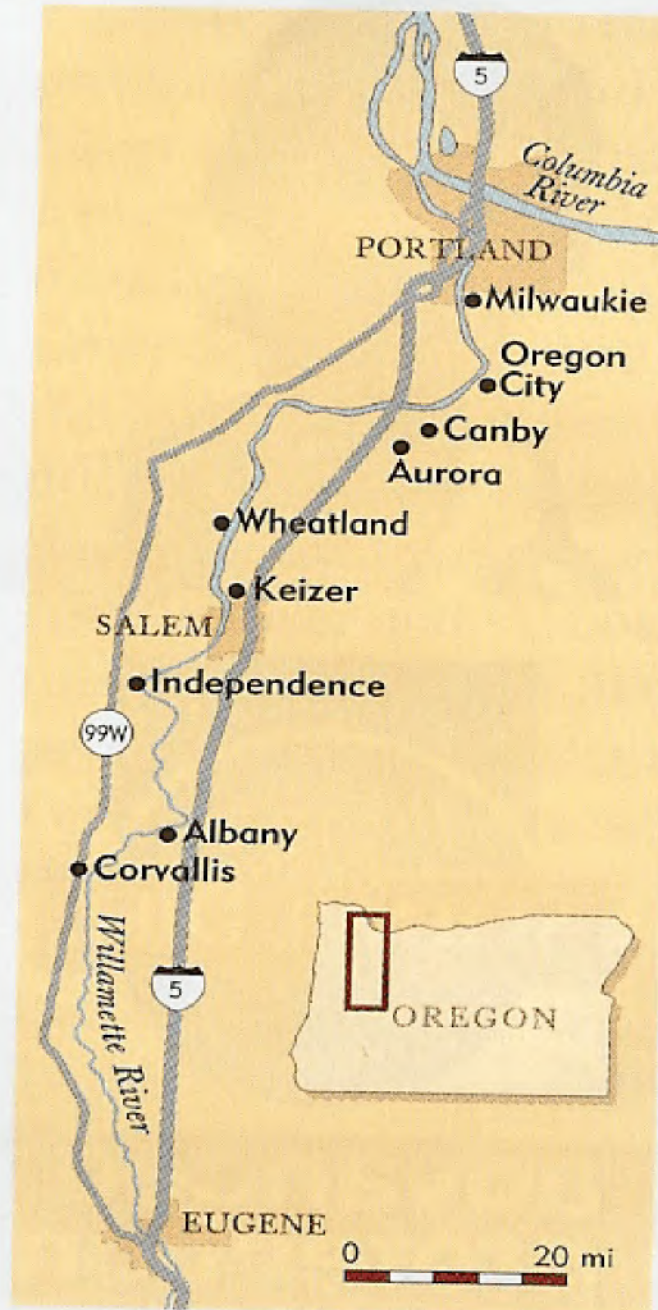 5
Columbia
River
PORTLAND
Milwaukie
Oregon
City
Canby
Aurora
Wheatland
Keizer
SALEM
Independence
99W
Albany
Corvallis
Willamette River
5
OREGON
EUGENE
0 20 mi